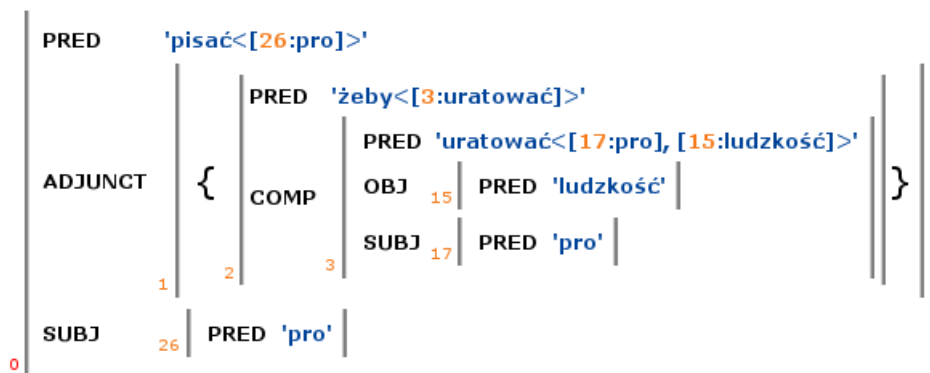 PRED 'pisać<[26:pro]>'
PRED 'żeby<[3:uratować]>'
PRED 'uratować<[17:pro], [15:ludzkość]>'
ADJUNCT { COMP OBJ 15 PRED 'ludzkość' }
SUBJ 17 PRED 'pro'
1 2 3
SUBJ 26 PRED 'pro'
0